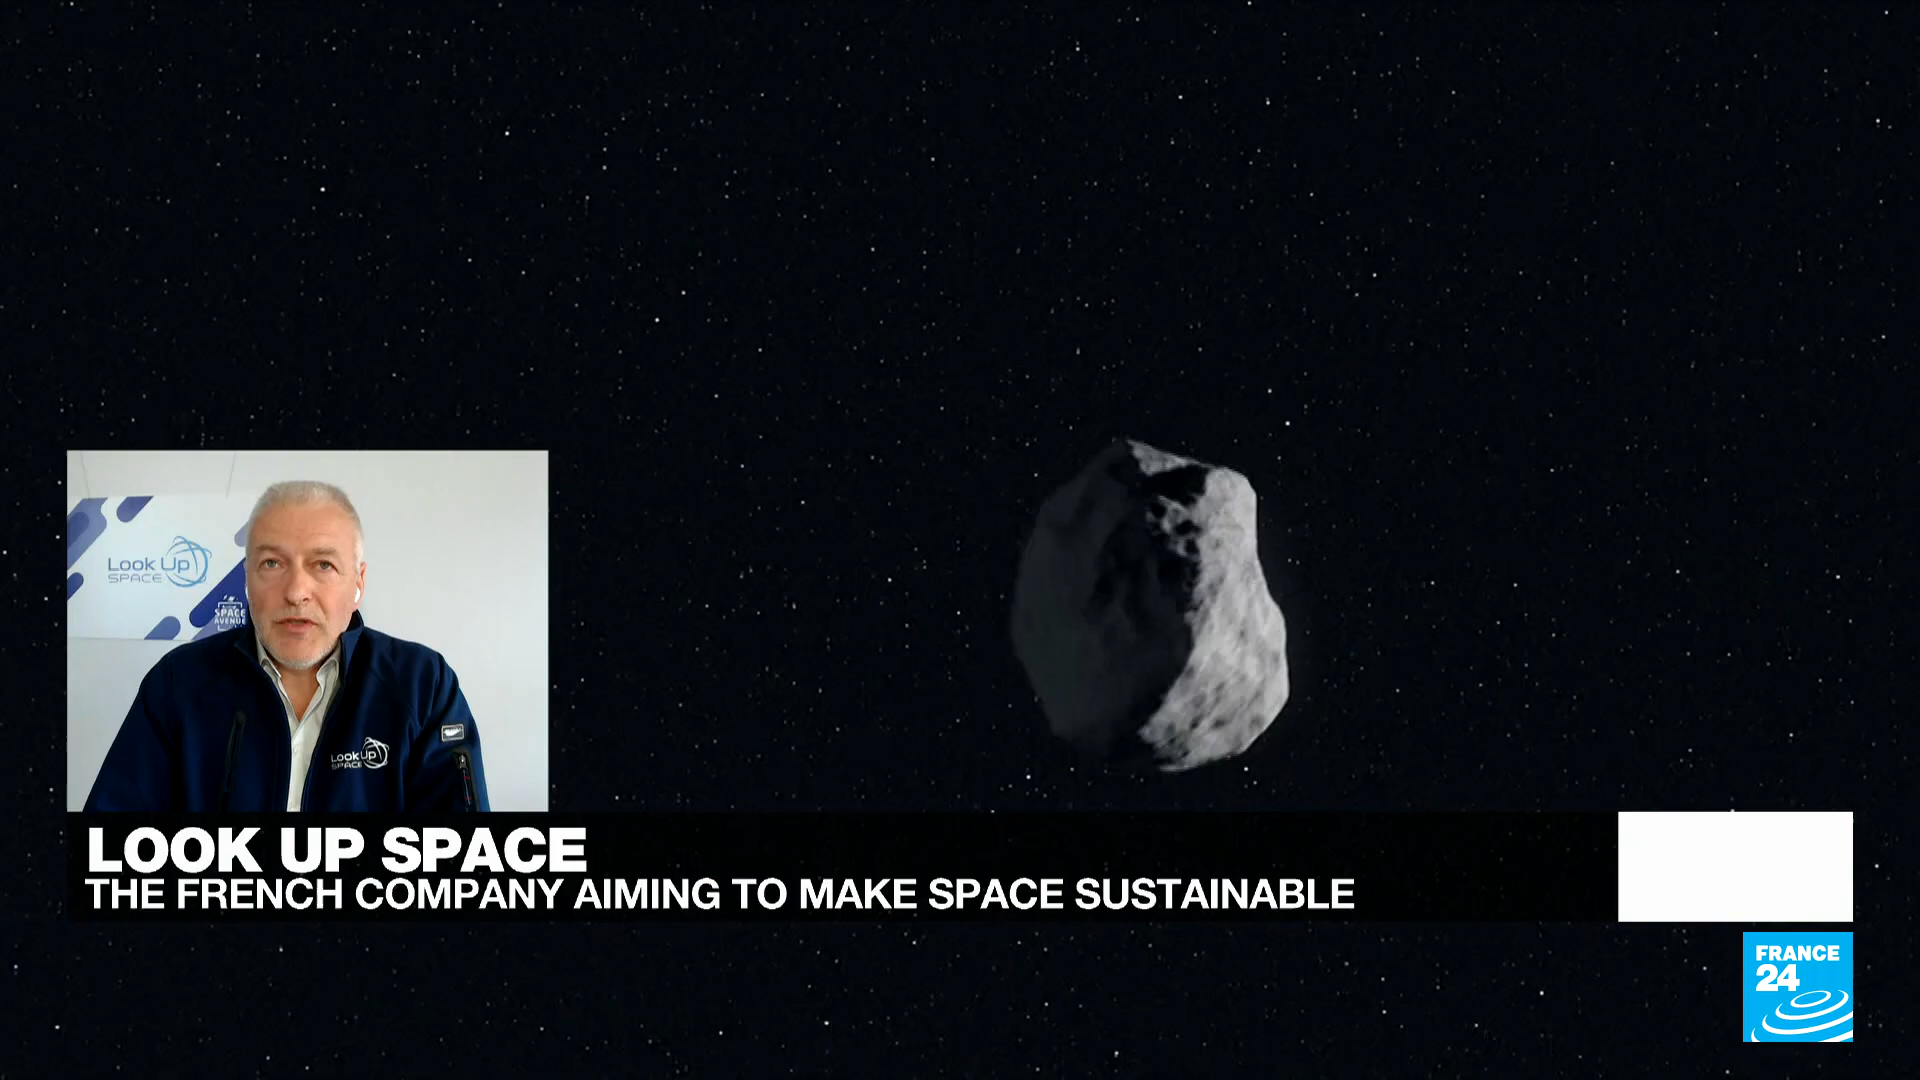 Look Up
SPACE
SPACE
AVENUE
Look Up
SPACE
LOOK UP SPACE
THE FRENCH COMPANY AIMING TO MAKE SPACE SUSTAINABLE
FRANCE
24